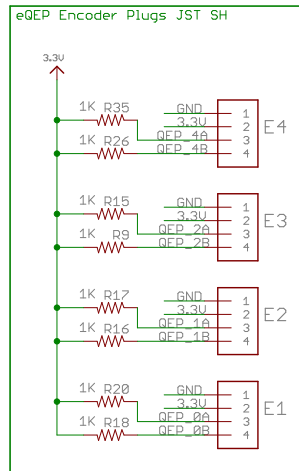 eQEP Encoder Plugs JST SH
3.3V
1K R35
GND
1
3.3V
2
E4
QEP_4A
3
1K R26
QEP_4B
4
1K R15
GND
1
3.3V
2
E3
QEP_2A
3
1K R9
QEP_2B
4
1K R17
GND
1
3.3V
2
E2
QEP_1A
3
1K R16
QEP_1B
4
1K R20
GND
1
3.3V
2
E1
QEP_0A
3
1K R18
QEP_0B
4